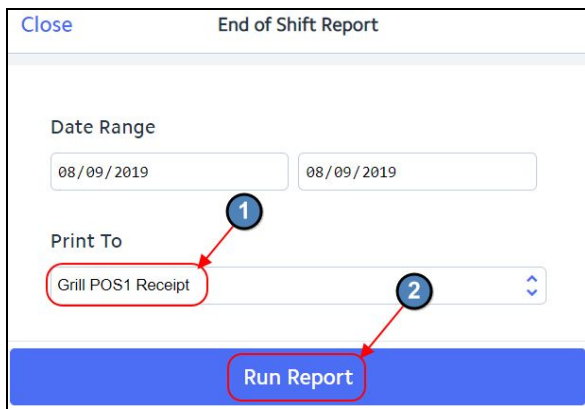 Close End of Shift Report
Date Range
08/09/2019 08/09/2019
1
Print To
Grill POS1 Receipt
2
Run Report